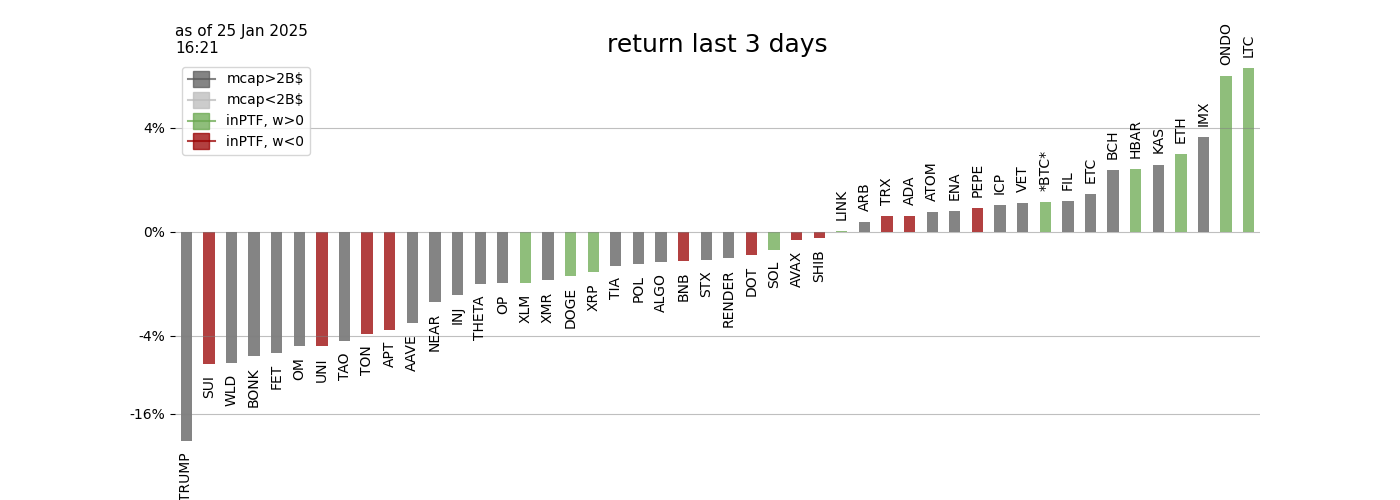 as of 25 Jan 2025
16:21
return last 3 days
mcap>2B$
mcap<2B$
inPTF, w>0
inPTF, w<0
4%
0%
-4%
-16%
TRUMP
SUI
WLD
BONK
FET
OM
UNI
TAO
TON
APT
AAVE
NEAR
INJ
THETA
OP
XLM
XMR
DOGE
XRP
TIA
POL
ALGO
BNB
STX
RENDER
DOT
SOL
AVAX
SHIB
LINK
ARB
TRX
ADA
ATOM
ENA
PEPE
ICP
VET
*BTC*
FIL
ETC
BCH
HBAR
KAS
ETH
IMX
ONDO
LTC